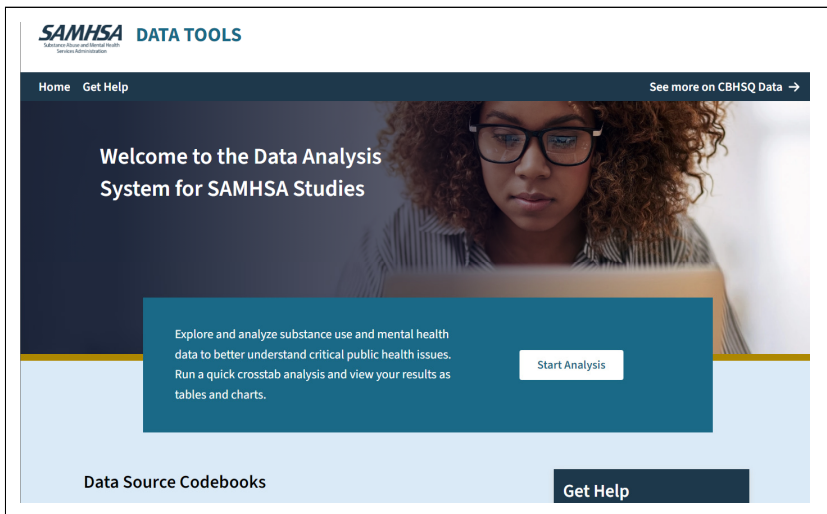 SAMHSA
Substance Abuse and Mental Health
Services Administration
DATA TOOLS
Home Get Help See more on CBHSQ Data →
Welcome to the Data Analysis
System for SAMHSA Studies
Explore and analyze substance use and mental health
data to better understand critical public health issues.
Run a quick crosstab analysis and view your results as
tables and charts.
Start Analysis
Data Source Codebooks
Get Help